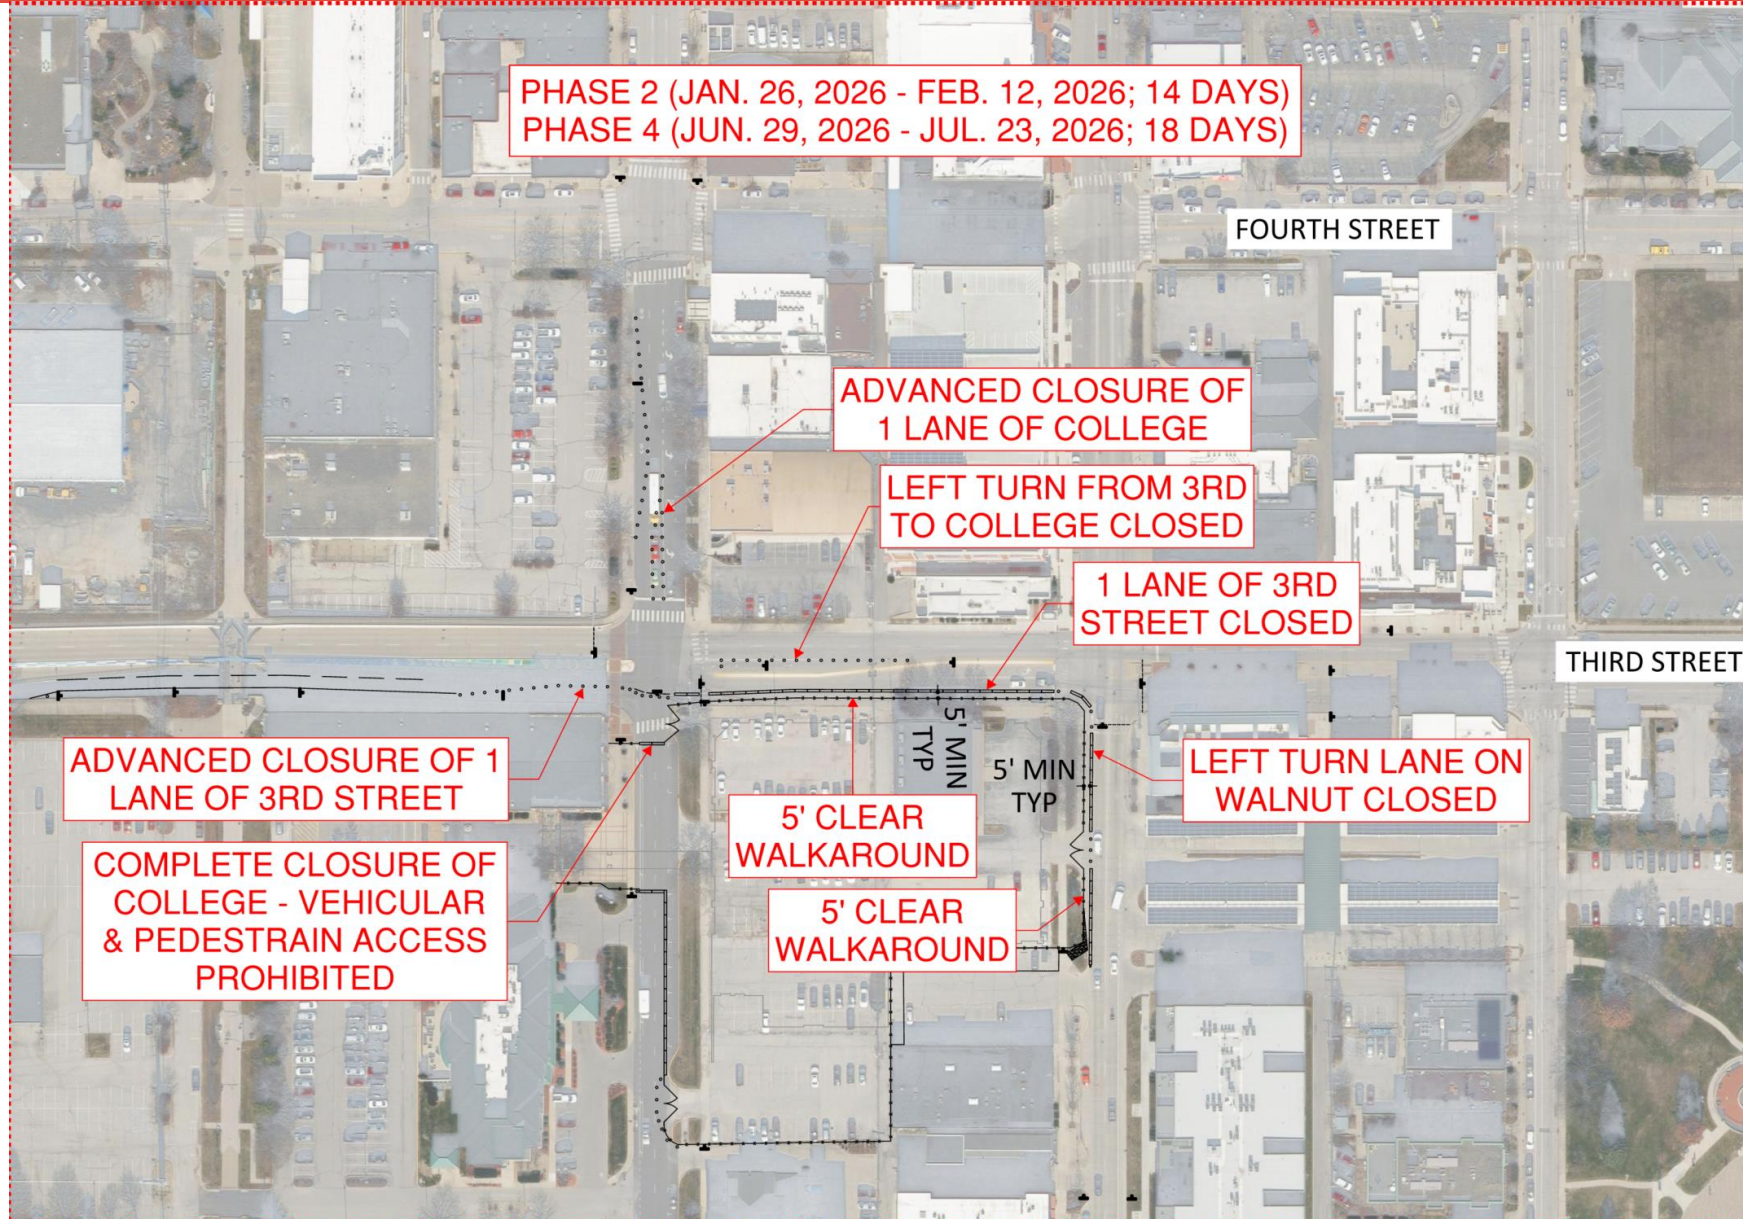 PHASE 2 (JAN. 26, 2026 - FEB. 12, 2026; 14 DAYS)
PHASE 4 (JUN. 29, 2026 - JUL. 23, 2026; 18 DAYS)
FOURTH STREET
ADVANCED CLOSURE OF
1 LANE OF COLLEGE
LEFT TURN FROM 3RD
TO COLLEGE CLOSED
1 LANE OF 3RD
STREET CLOSED
THIRD STREET
ADVANCED CLOSURE OF 1
LANE OF 3RD STREET
5' MIN
TYP
5' MIN
TYP
LEFT TURN LANE ON
WALNUT CLOSED
5' CLEAR
WALKAROUND
COMPLETE CLOSURE OF
COLLEGE - VEHICULAR
& PEDESTRAIN ACCESS
PROHIBITED
5' CLEAR
WALKAROUND